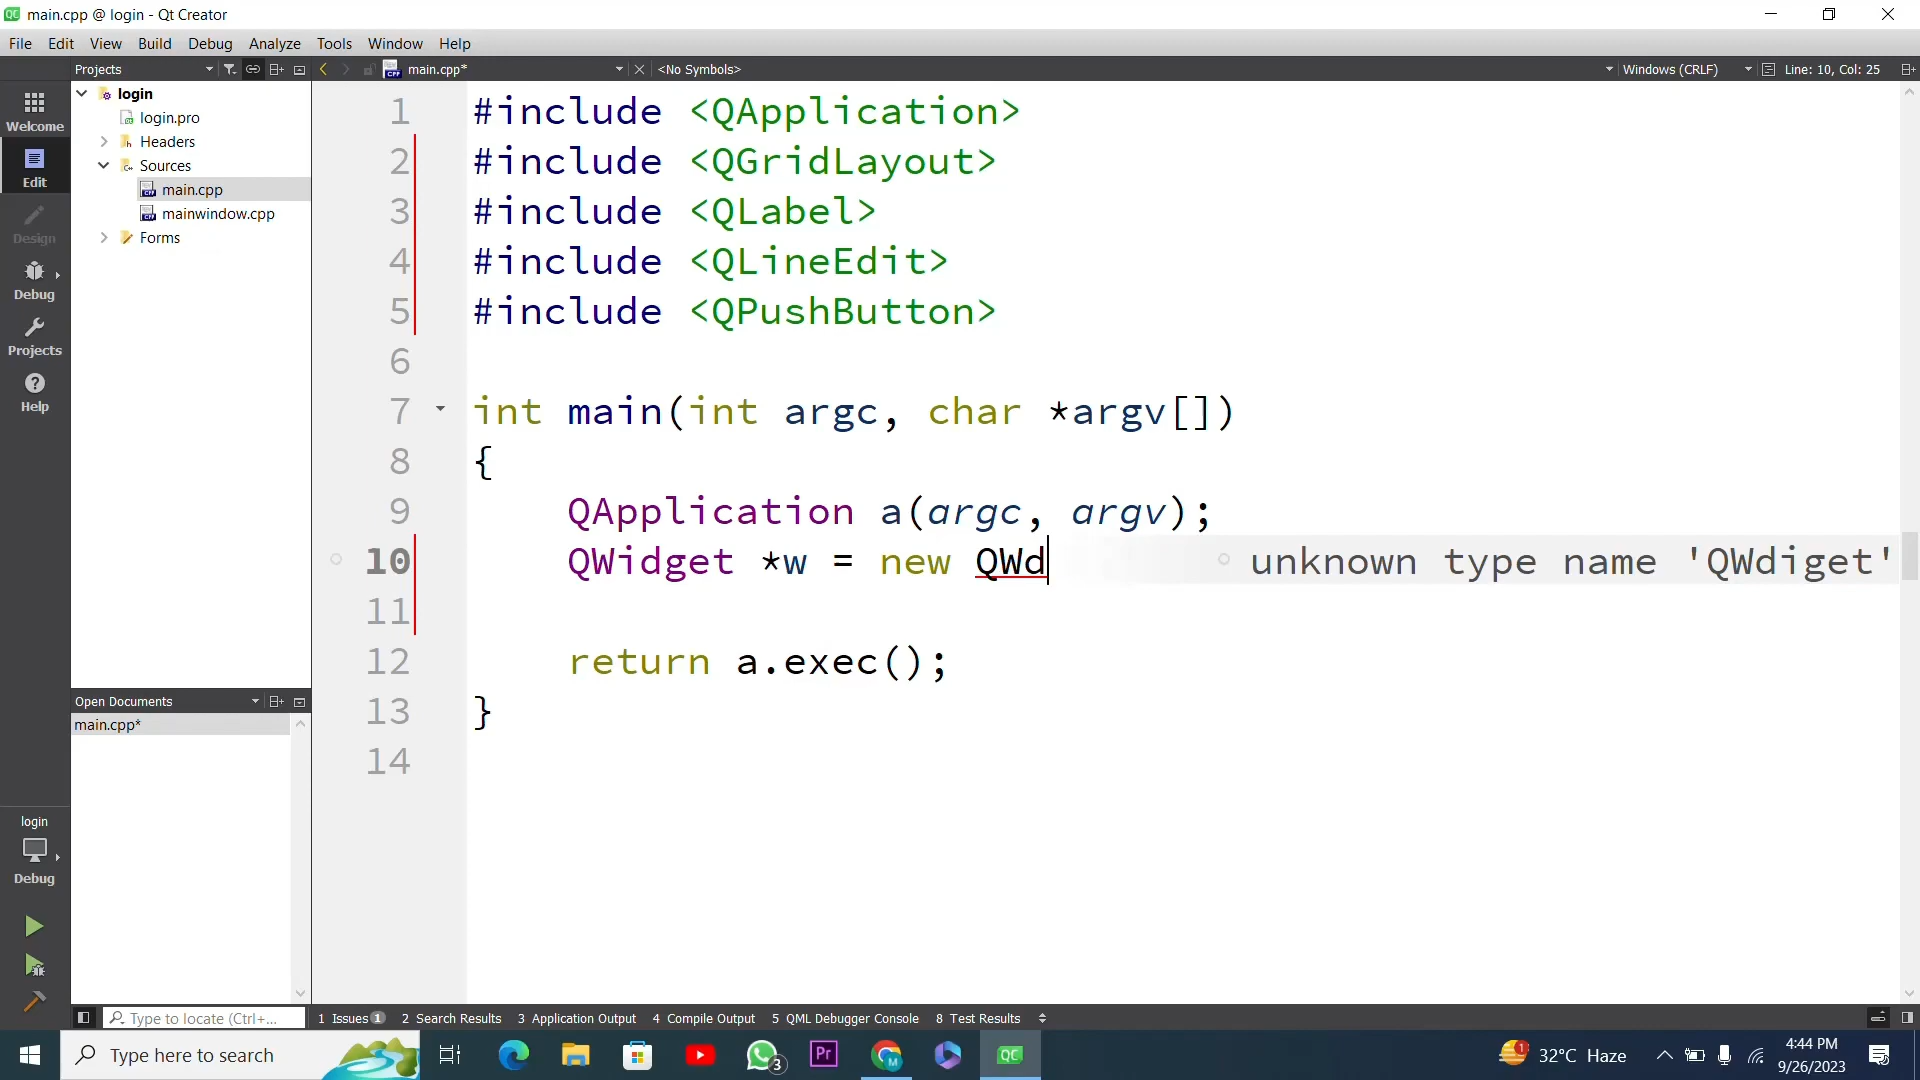 main.cpp @ login - Qt Creator
File Edit View Build Debug Analyze Tools Window Help
Projects
main.cpp*
<No Symbols>
Windows (CRLF)
Line: 10, Col: 25
Welcome
Edit
Design
Debug
Projects
Help
login
login.pro
Headers
Sources
main.cpp
mainwindow.cpp
Forms
1 #include <QApplication>
2 #include <QGridLayout>
3 #include <QLabel>
4 #include <QLineEdit>
5 #include <QPushButton>
6
7 int main(int argc, char *argv[])
8 {
9 QApplication a(argc, argv);
10 QWidget *w = new QWd unknown type name 'QWdiget'
11
12 return a.exec();
13 }
14
Open Documents
main.cpp*
login
Debug
Type to locate (Ctrl+...
1 Issues 1 2 Search Results 3 Application Output 4 Compile Output 5 QML Debugger Console 8 Test Results
Type here to search
3
Pr
M
QC
1
32°C Haze
4:44 PM
9/26/2023